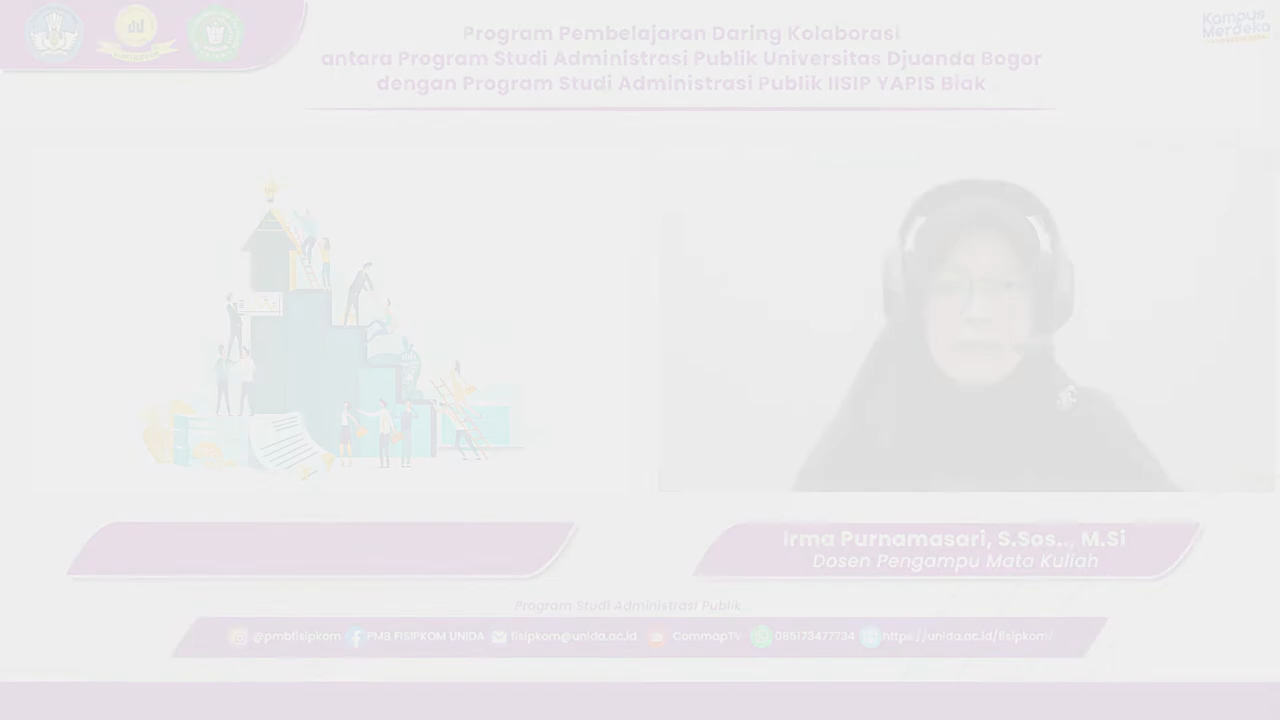 Program Pembelajaran Daring Kolaborasi
antara Program Studi Administrasi Publik Universitas Djuanda Bogor
dengan Program Studi Administrasi Publik IISIP YAPIS Biak
Kampus
Merdeka
Irma Purnamasari, S.Sos.., M.Si
Dosen Pengampu Mata Kuliah
Program Studi Administrasi Publik
@pmbfisipkom PMB FISIPKOM UNIDA fisipkom@unida.ac.id CommapTV 085173477734 https://unida.ac.id/fisipkom/